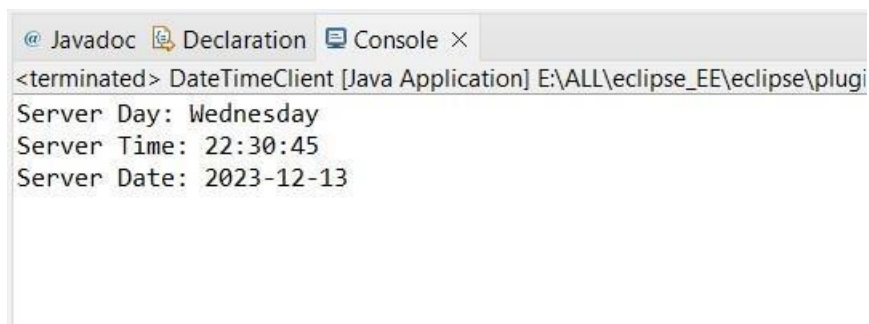 @ Javadoc Declaration Console ×
<terminated> DateTimeClient [Java Application] E:\ALL\eclipse_EE\eclipse\plugi
Server Day: Wednesday
Server Time: 22:30:45
Server Date: 2023-12-13